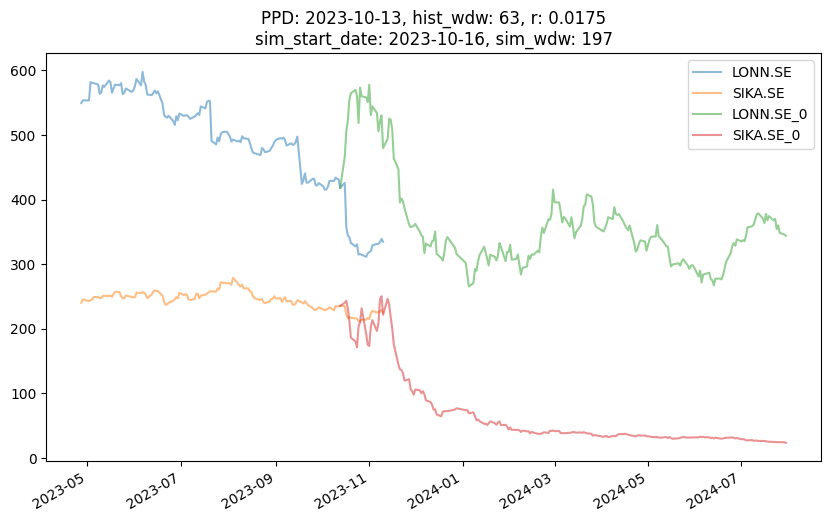 PPD: 2023-10-13, hist_wdw: 63, r: 0.0175
sim_start_date: 2023-10-16, sim_wdw: 197
LONN.SE
SIKA.SE
LONN.SE_0
SIKA.SE_0
600
500
400
300
200
100
0
2023-05
2023-07
2023-09
2023-11
2024-01
2024-03
2024-05
2024-07